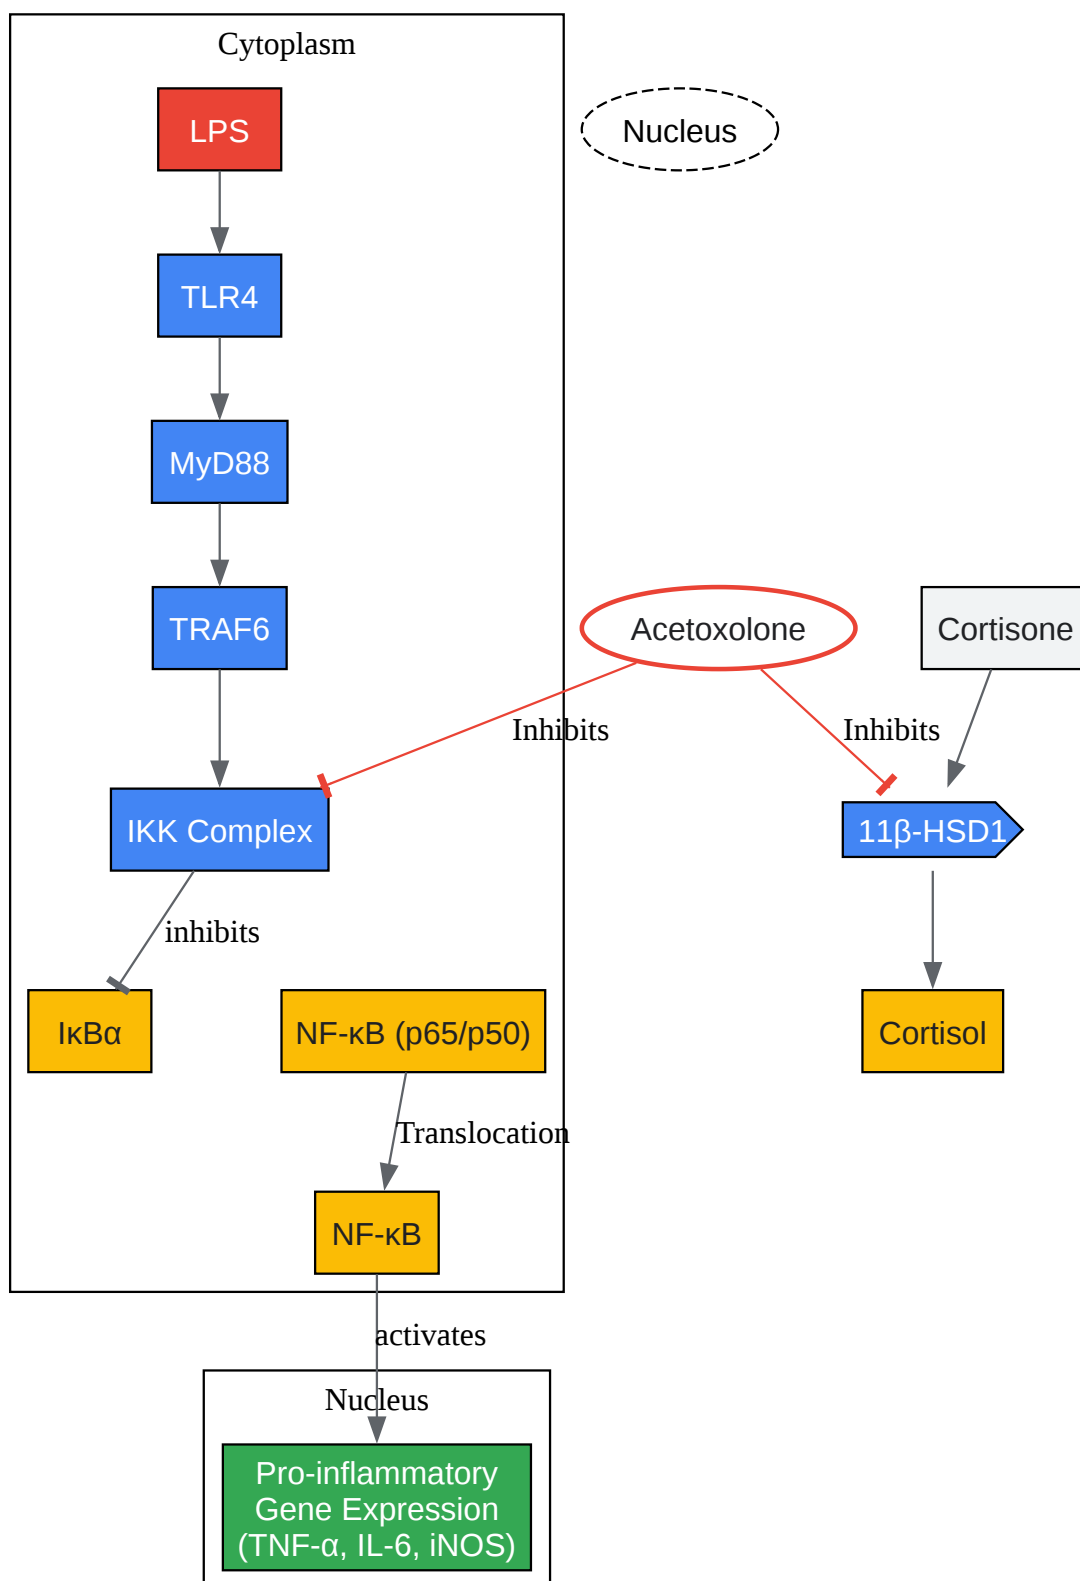 Cytoplasm
LPS
Nucleus
TLR4
MyD88
TRAF6
Acetoxolone
Cortisone
Inhibits
Inhibits
IKK Complex
11β-HSD1
inhibits
IκBα
NF-κB (p65/p50)
Cortisol
Translocation
NF-κB
activates
Nucleus
Pro-inflammatory
Gene Expression
(TNF-α, IL-6, iNOS)